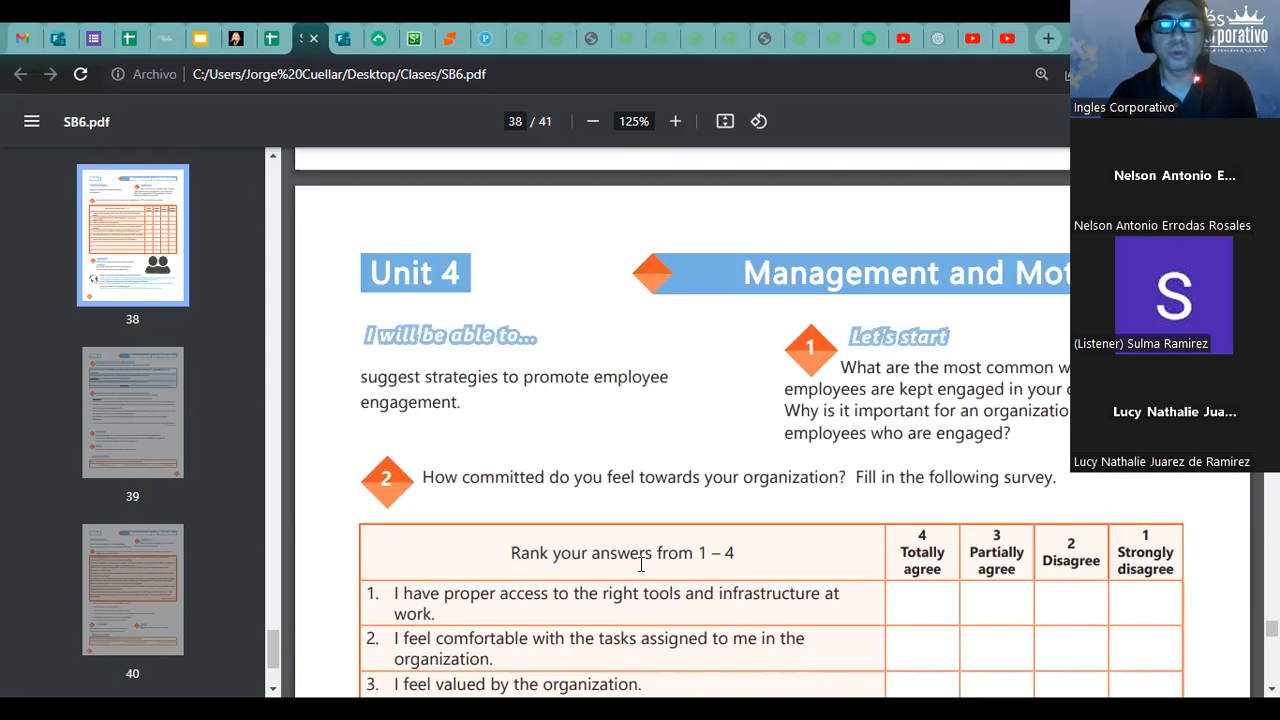 Archivo
C:/Users/Jorge%20Cuellar/Desktop/Clases/SB6.pdf
SB6.pdf
38 / 41
125%
38
39
40
Unit 4
Management and Mot
I will be able to...
suggest strategies to promote employee
engagement.
1
Let's start
What are the most common w
employees are kept engaged in your
Why is it important for an organizatio
employees who are engaged?
2
How committed do you feel towards your organization? Fill in the following survey.
Rank your answers from 1 – 4
4
Totally
agree
3
Partially
agree
2
Disagree
1
Strongly
disagree
1. I have proper access to the right tools and infrastructure at
work.
2. I feel comfortable with the tasks assigned to me in the
organization.
3. I feel valued by the organization.
és
orporativo
Ingles Corporativo
Nelson Antonio E...
Nelson Antonio Errodas Rosales
S
(Listener) Sulma Ramirez
Lucy Nathalie Jua...
Lucy Nathalie Juarez de Ramirez